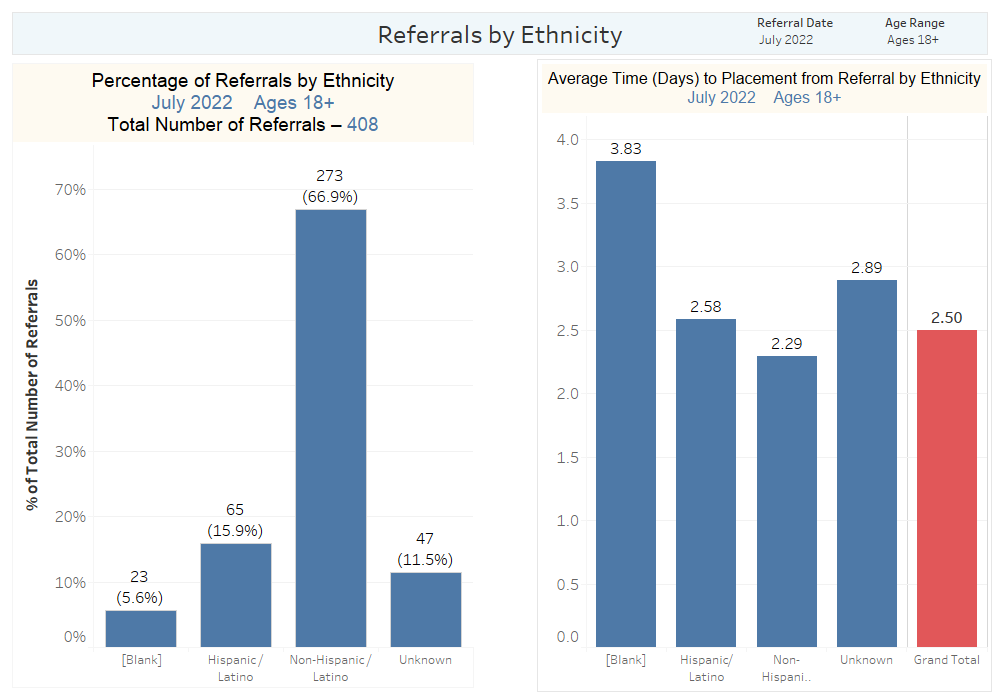 Referrals by Ethnicity
Referral Date
July 2022
Age Range
Ages 18+
Percentage of Referrals by Ethnicity
July 2022 Ages 18+
Total Number of Referrals – 408
% of Total Number of Referrals
70%
60%
50%
40%
30%
20%
10%
0%
23
(5.6%)
65
(15.9%)
273
(66.9%)
47
(11.5%)
[Blank]
Hispanic/
Latino
Non-Hispanic/
Latino
Unknown
Average Time (Days) to Placement from Referral by Ethnicity
July 2022 Ages 18+
4.0
3.5
3.0
2.5
2.0
1.5
1.0
0.5
0.0
3.83
2.58
2.29
2.89
2.50
[Blank]
Hispanic/
Latino
Non-
Hispani..
Unknown
Grand Total